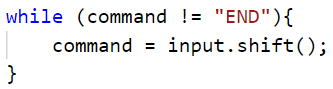 while (command != "END"){
    command = input.shift();
}